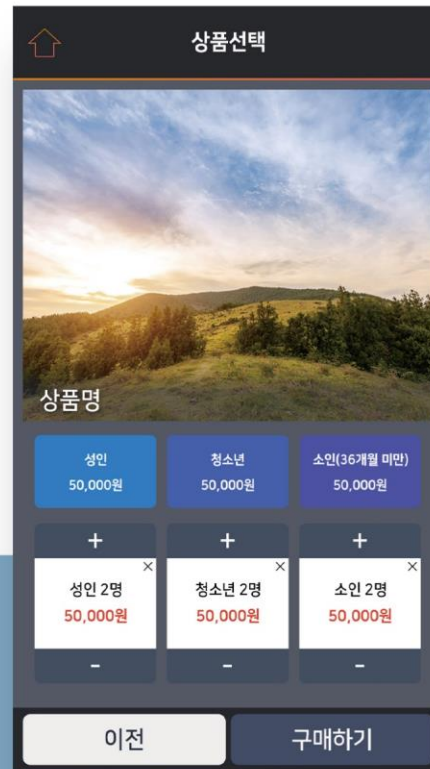 상품선택
상품명
성인
50,000원
청소년
50,000원
소인(36개월 미만)
50,000원
+
+
+
×
×
×
성인 2명
50,000원
청소년 2명
50,000원
소인 2명
50,000원
-
-
-
이전
구매하기